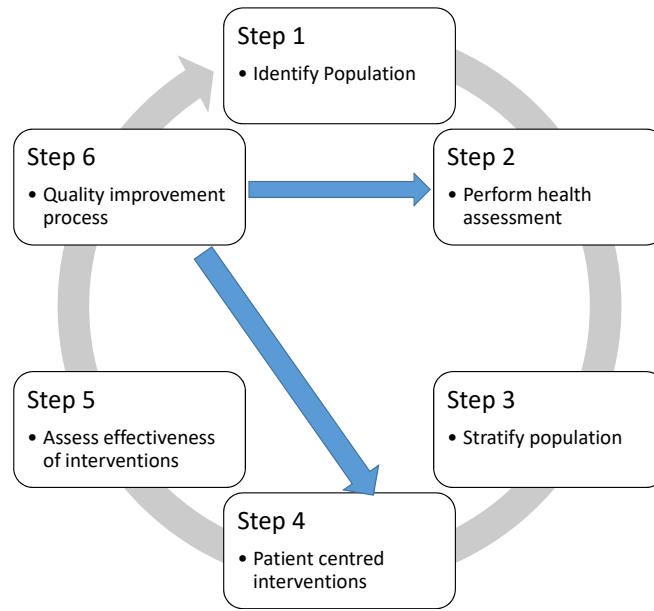 Step 1
• Identify Population
Step 6
• Quality improvement
process
Step 2
• Perform health
assessment
Step 5
• Assess effectiveness
of interventions
Step 3
• Stratify population
Step 4
• Patient centred
interventions